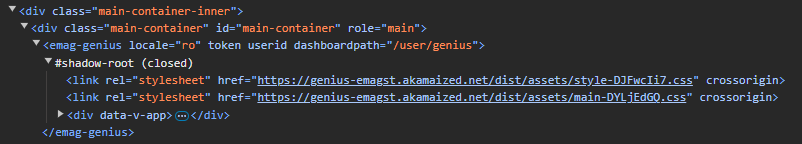 <div class="main-container-inner">
<div class="main-container" id="main-container" role="main">
<emag-genius locale="ro" token userid dashboardpath="/user/genius">
#shadow-root (closed)
<link rel="stylesheet" href="https://genius-emagst.akamaized.net/dist/assets/style-DJFwcIi7.css" crossorigin>
<link rel="stylesheet" href="https://genius-emagst.akamaized.net/dist/assets/main-DYLjEdGQ.css" crossorigin>
<div data-v-app>…</div>
</emag-genius>